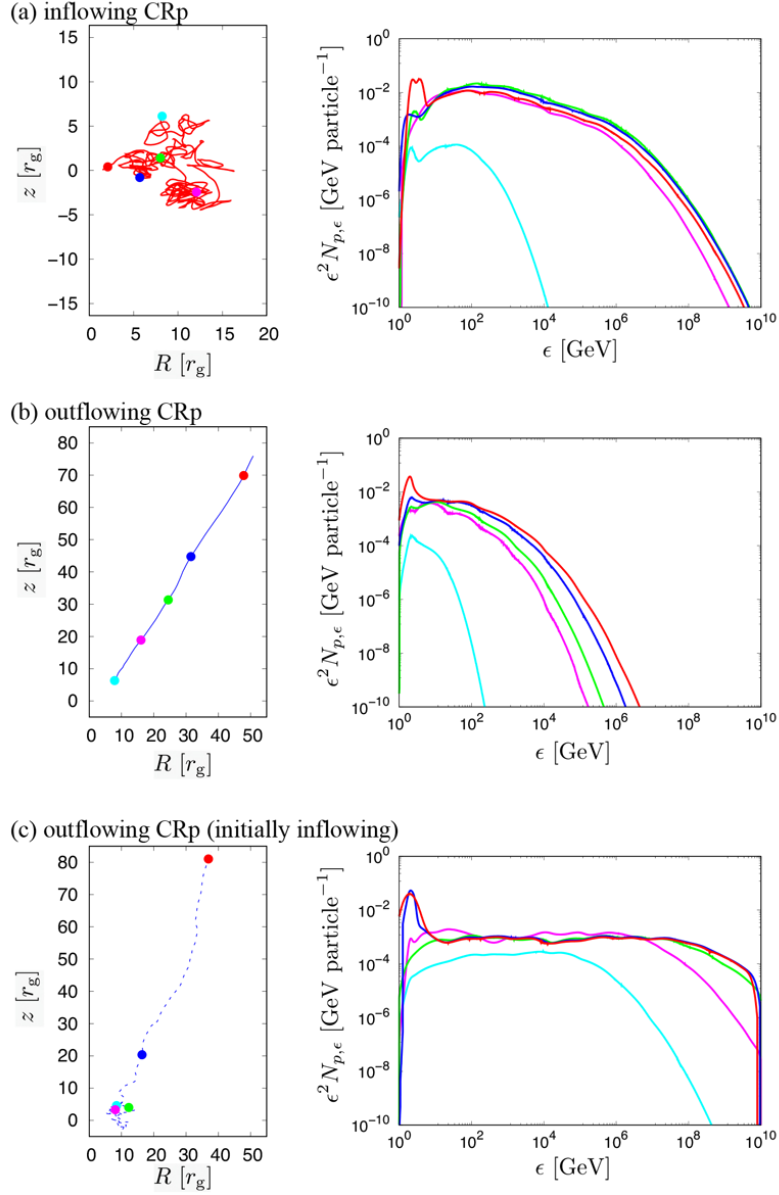 (a) inflowing CRp
15
10
5
0
−5
−10
−15
z [r_g]
0 5 10 15 20
R [r_g]
10^0
10^−2
10^−4
10^−6
10^−8
10^−10
ϵ^2 N_{p,ϵ} [GeV particle^−1]
10^0 10^2 10^4 10^6 10^8 10^10
ϵ [GeV]
(b) outflowing CRp
80
70
60
50
40
30
20
10
0
z [r_g]
0 10 20 30 40 50
R [r_g]
10^0
10^−2
10^−4
10^−6
10^−8
10^−10
ϵ^2 N_{p,ϵ} [GeV particle^−1]
10^0 10^2 10^4 10^6 10^8 10^10
ϵ [GeV]
(c) outflowing CRp (initially inflowing)
80
70
60
50
40
30
20
10
0
z [r_g]
0 10 20 30 40 50
R [r_g]
10^0
10^−2
10^−4
10^−6
10^−8
10^−10
ϵ^2 N_{p,ϵ} [GeV particle^−1]
10^0 10^2 10^4 10^6 10^8 10^10
ϵ [GeV]